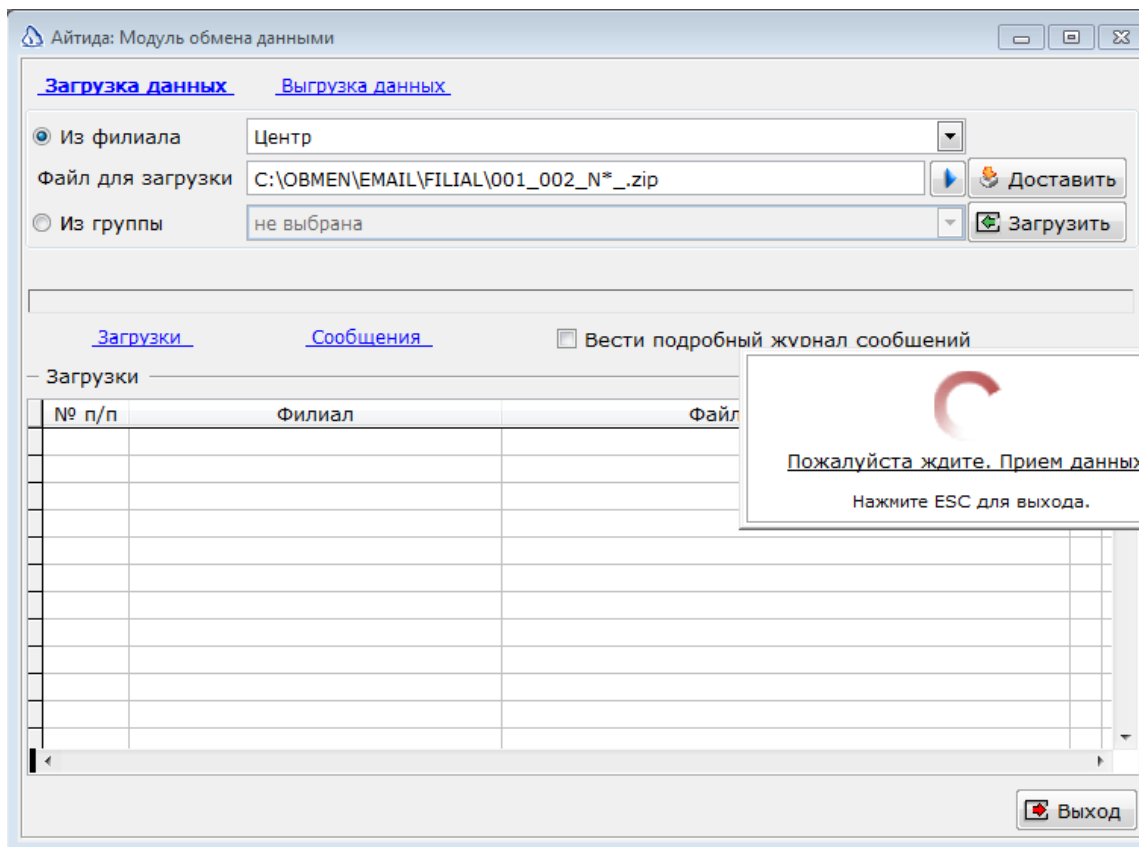 Айтида: Модуль обмена данными
Загрузка данных Выгрузка данных
Из филиала Центр
Файл для загрузки C:\OBMEN\EMAIL\FILIAL\001_002_N*_.zip Доставить
Из группы не выбрана Загрузить
Загрузки Сообщения Вести подробный журнал сообщений
Загрузки
№ п/п Филиал Файл
Пожалуйста ждите. Прием данных
Нажмите ESC для выхода.
Выход